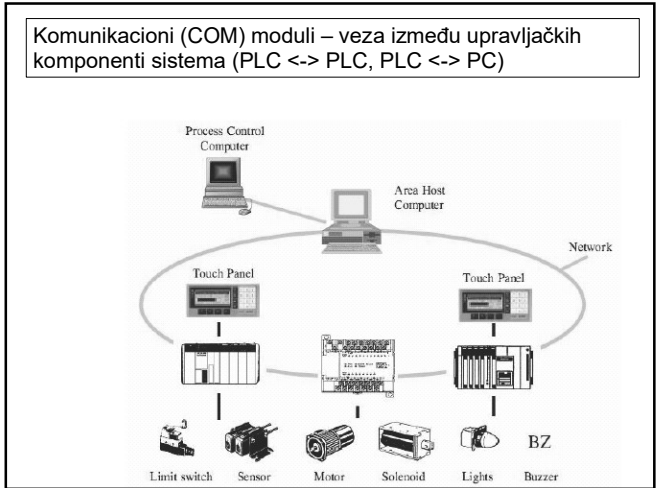 Komunikacioni (COM) moduli – veza između upravljačkih
komponenti sistema (PLC <-> PLC, PLC <-> PC)
Process Control
Computer
Area Host
Computer
Network
Touch Panel
Touch Panel
BZ
Limit switch
Sensor
Motor
Solenoid
Lights
Buzzer